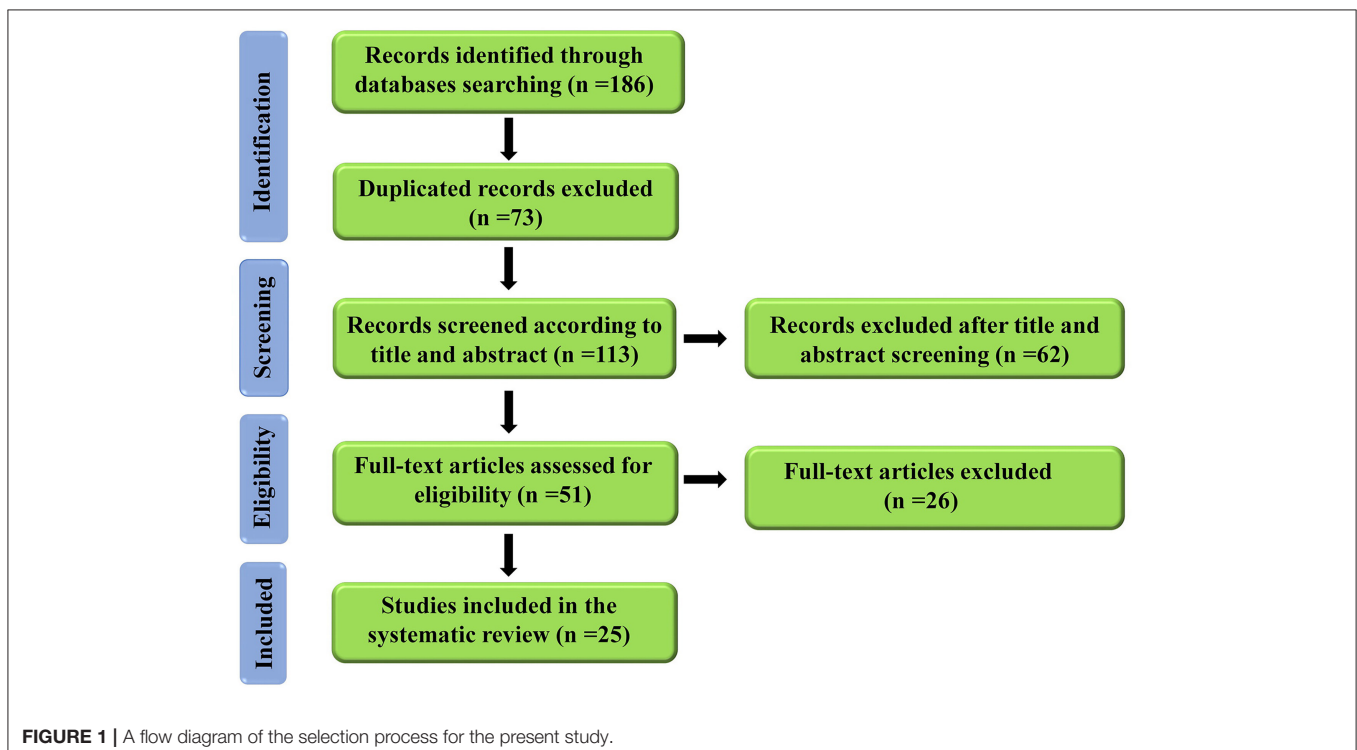 Identification
Records identified through
databases searching (n =186)
Duplicated records excluded
(n =73)
Screening
Records screened according to
title and abstract (n =113)
Records excluded after title and
abstract screening (n =62)
Eligibility
Full-text articles assessed for
eligibility (n =51)
Full-text articles excluded
(n =26)
Included
Studies included in the
systematic review (n =25)
FIGURE 1 | A flow diagram of the selection process for the present study.